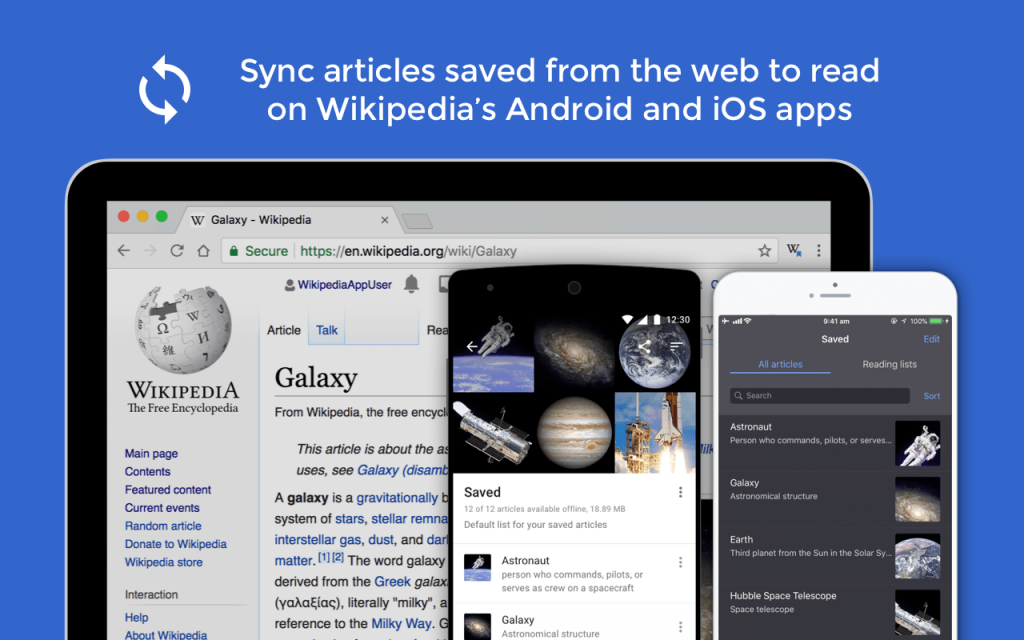 Sync articles saved from the web to read
on Wikipedia's Android and iOS apps
Galaxy - Wikipedia
Secure https://en.wikipedia.org/wiki/Galaxy
WikipediaAppUser
Article Talk
WIKIPEDIA
The Free Encyclopedia
Main page
Contents
Featured content
Current events
Random article
Donate to Wikipedia
Wikipedia store
Interaction
Help
About Wikipedia
Galaxy
From Wikipedia, the free encycl
This article is about the as
uses, see Galaxy (disamb
A galaxy is a gravitationally b
system of stars, stellar remna
interstellar gas, dust, and dar
matter.[1][2] The word galaxy
derived from the Greek galax
(γαλαξίας), literally "milky", a
reference to the Milky Way. G
12:30
Saved
12 of 12 articles available offline, 18.89 MB
Default list for your saved articles
Astronaut
person who commands, pilots, or
serves as crew on a spacecraft
Galaxy
Astronomical structure
9:41 am 100%
Saved Edit
All articles Reading lists
Search Sort
Astronaut
Person who commands, pilots, or serves...
Galaxy
Astronomical structure
Earth
Third planet from the Sun in the Solar Sy...
Hubble Space Telescope
Space telescope